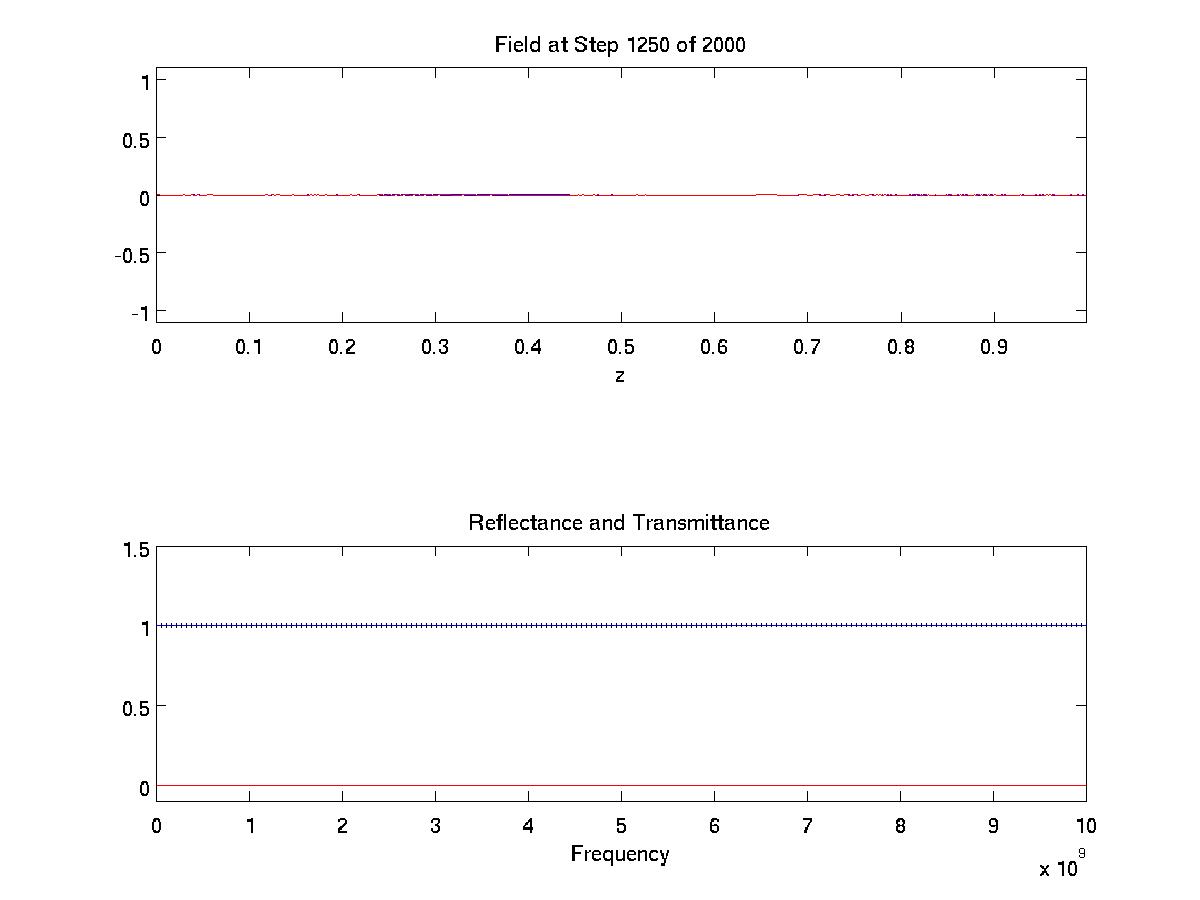 Field at Step 1250 of 2000
1
0.5
0
-0.5
-1
0 0.1 0.2 0.3 0.4 0.5 0.6 0.7 0.8 0.9
z
Reflectance and Transmittance
1.5
1
0.5
0
0 1 2 3 4 5 6 7 8 9 10
Frequency
x 10^9